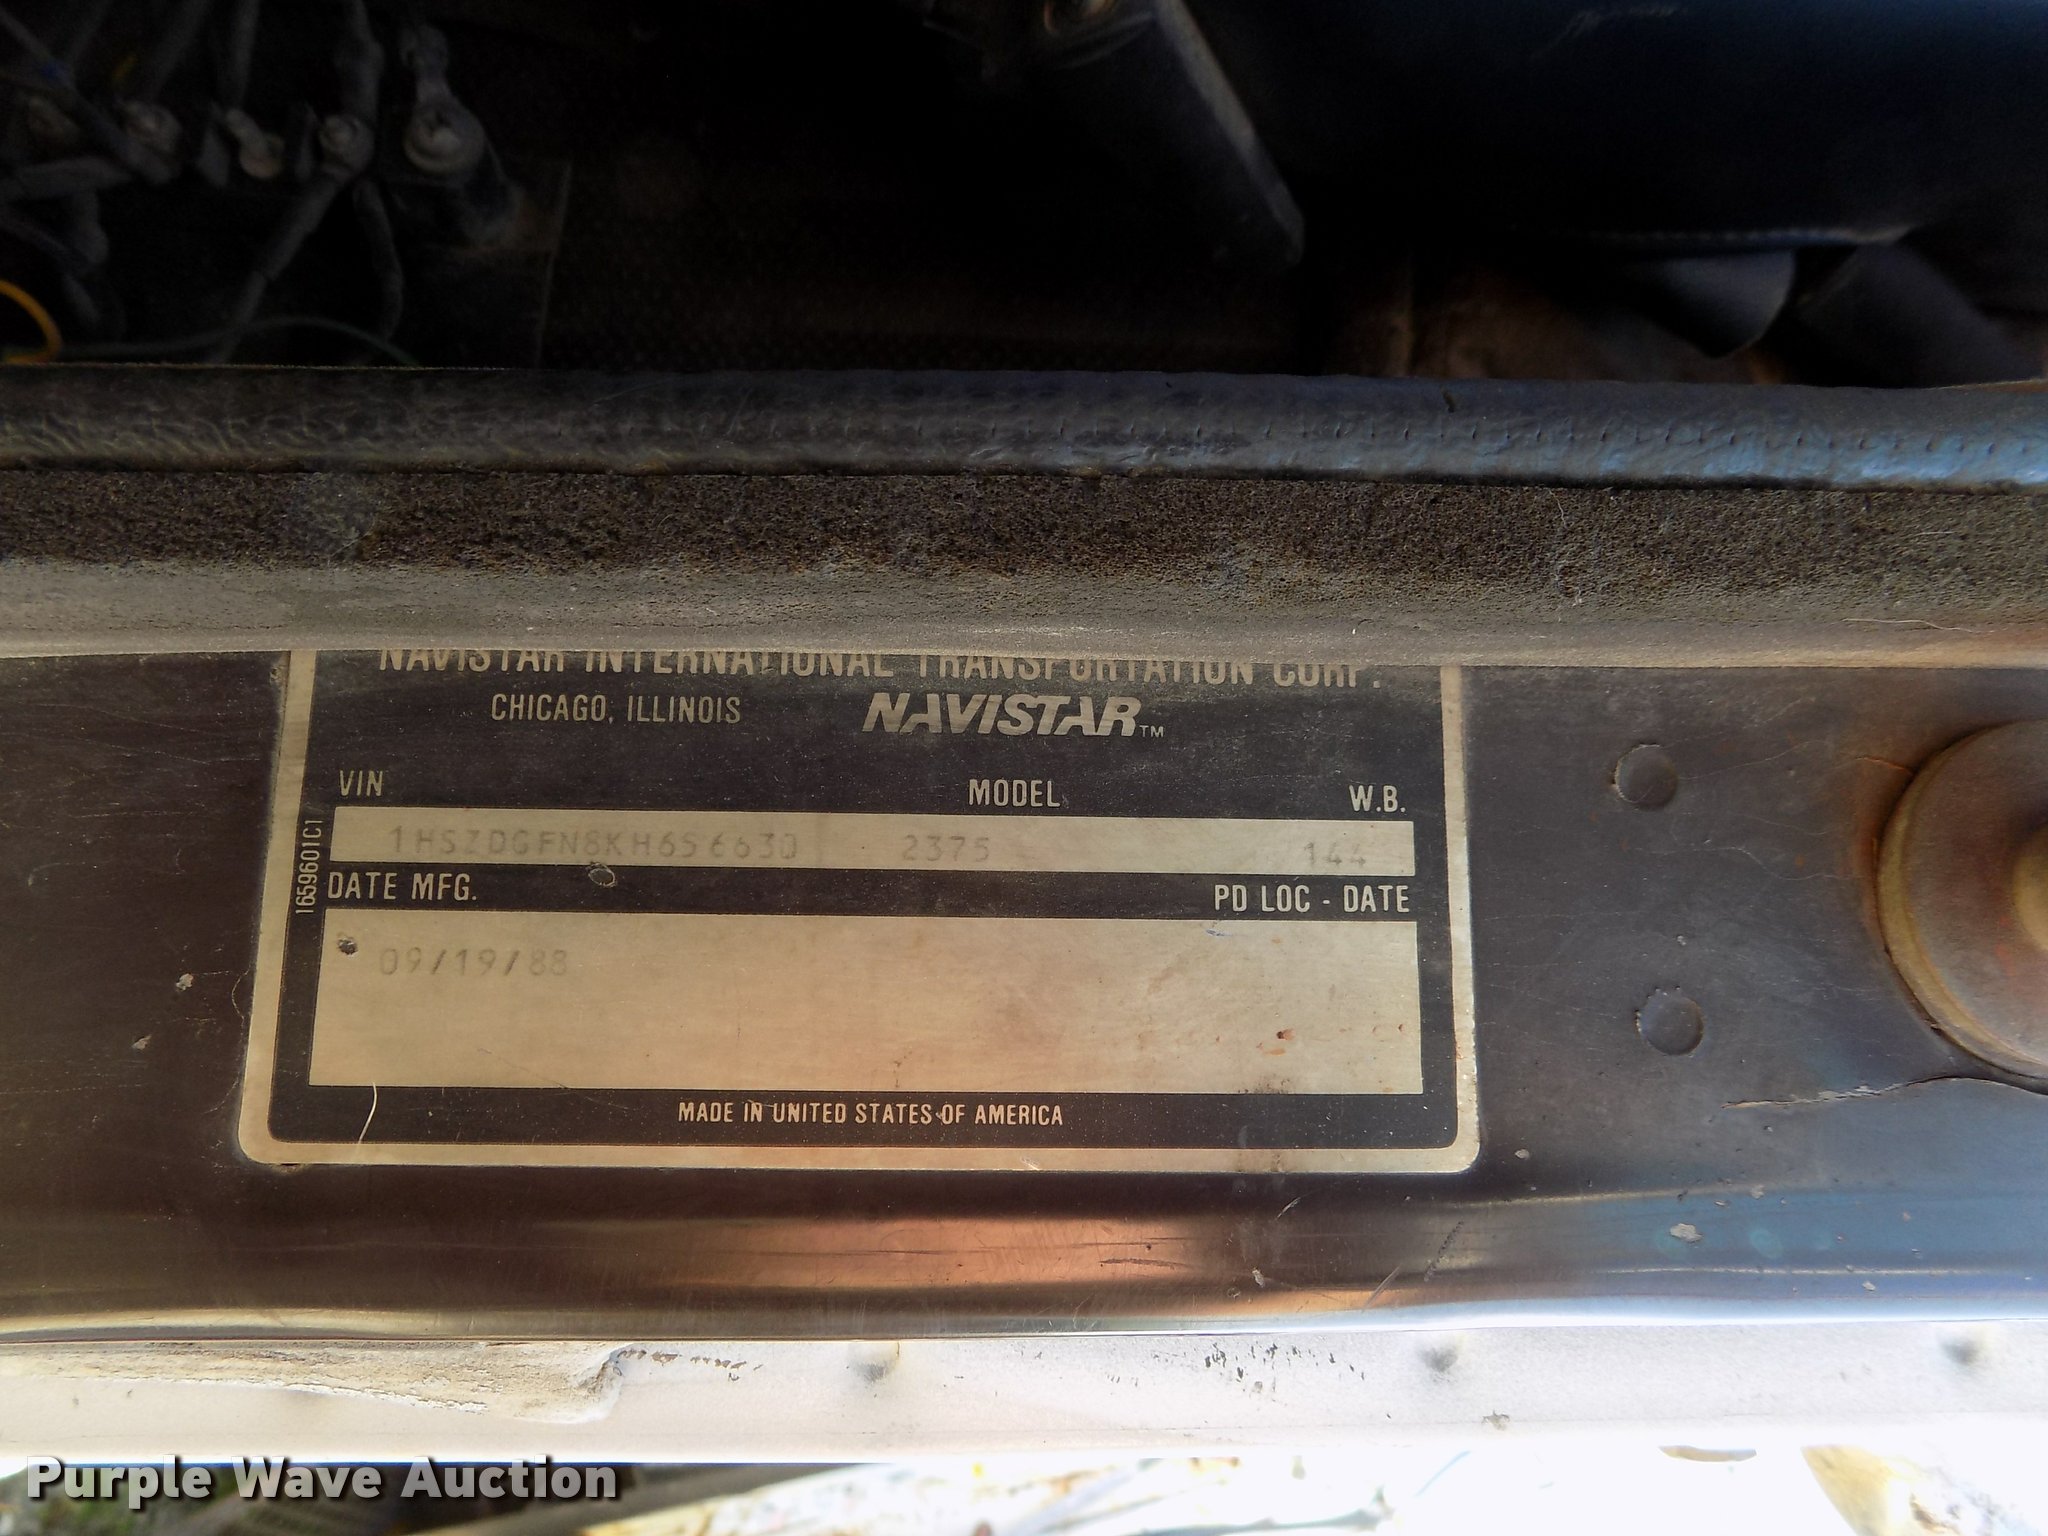 NAVISTAR INTERNATIONAL TRANSPORTATION CORP.
CHICAGO, ILLINOIS NAVISTAR™
VIN MODEL W.B.
1HSZDGFN8KH656630 2375 144
DATE MFG. PD LOC - DATE
09/19/88
MADE IN UNITED STATES OF AMERICA
1659601C1
Purple Wave Auction